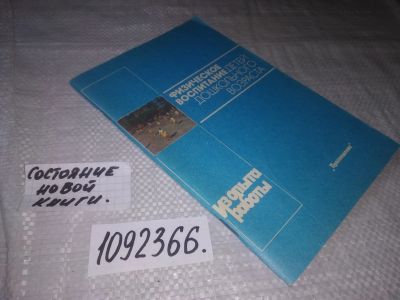 ФИЗИЧЕСКОЕ
ВОСПИТАНИЕ ДЕТЕЙ
ДОШКОЛЬНОГО
ВОЗРАСТА
Из опыта
работы
СОСТОЯНИЕ
НОВОЙ
КНИГИ.
1092366.